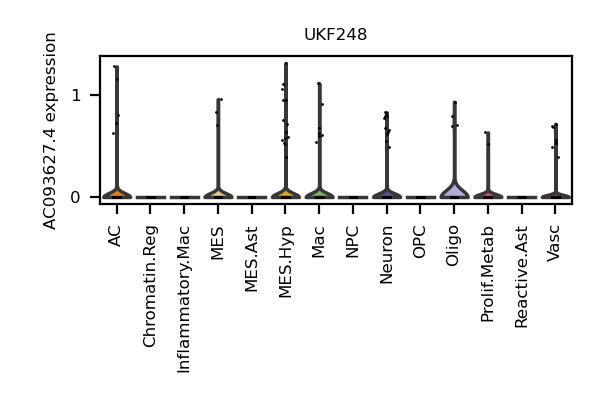 UKF248
AC093627.4 expression
1
0
AC
Chromatin.Reg
Inflammatory.Mac
MES
MES.Ast
MES.Hyp
Mac
NPC
Neuron
OPC
Oligo
Prolif.Metab
Reactive.Ast
Vasc